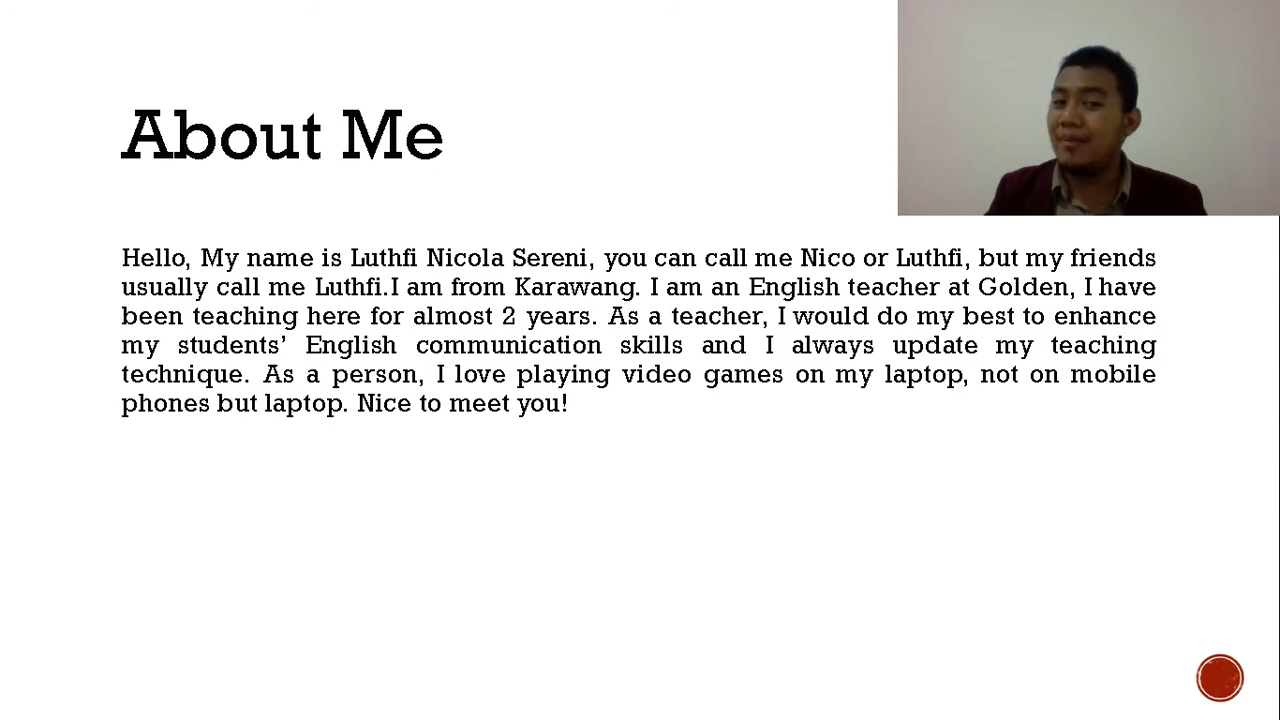 About Me
Hello, My name is Luthfi Nicola Sereni, you can call me Nico or Luthfi, but my friends
usually call me Luthfi.I am from Karawang. I am an English teacher at Golden, I have
been teaching here for almost 2 years. As a teacher, I would do my best to enhance
my students’ English communication skills and I always update my teaching
technique. As a person, I love playing video games on my laptop, not on mobile
phones but laptop. Nice to meet you!